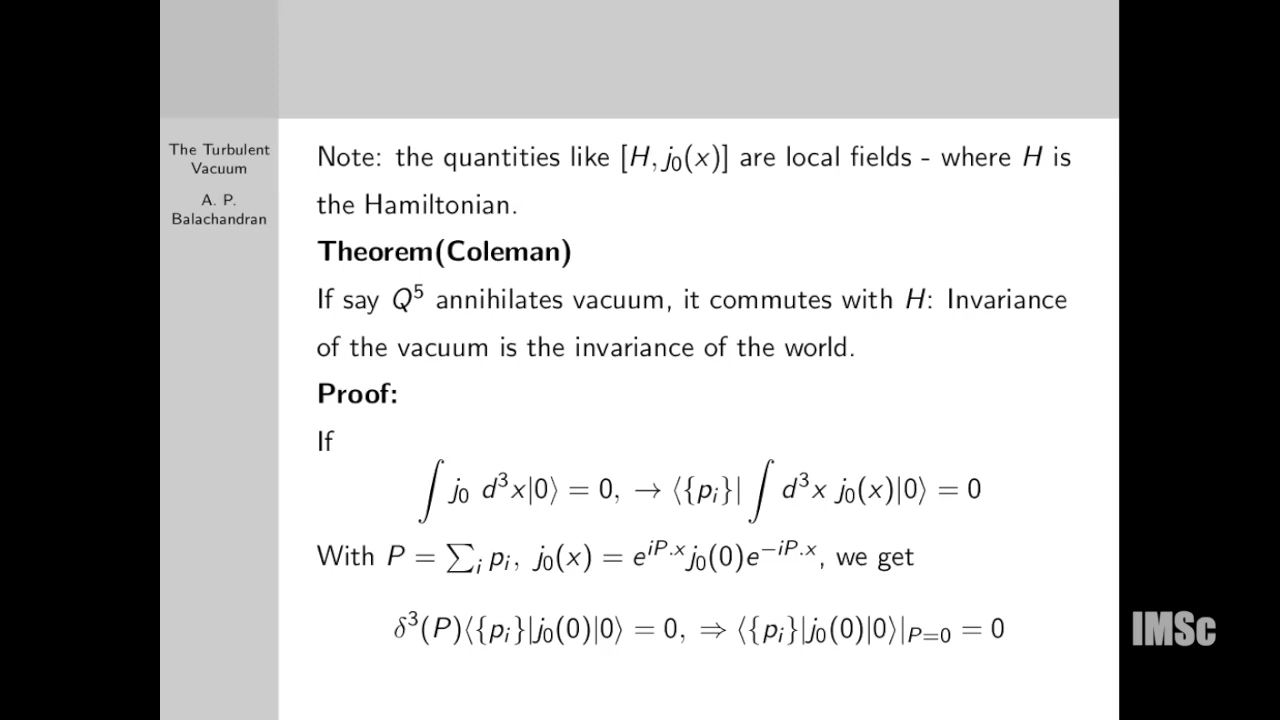 The Turbulent
Vacuum
A. P.
Balachandran
Note: the quantities like [H, j₀(x)] are local fields - where H is
the Hamiltonian.
Theorem(Coleman)
If say Q⁵ annihilates vacuum, it commutes with H: Invariance
of the vacuum is the invariance of the world.
Proof:
If
∫ j₀ d³x|0⟩ = 0, → ⟨{pᵢ}| ∫ d³x j₀(x)|0⟩ = 0
With P = ∑ᵢ pᵢ, j₀(x) = e^{iP.x}j₀(0)e^{−iP.x}, we get
δ³(P)⟨{pᵢ}|j₀(0)|0⟩ = 0, ⇒ ⟨{pᵢ}|j₀(0)|0⟩|_{P=0} = 0
IMSc